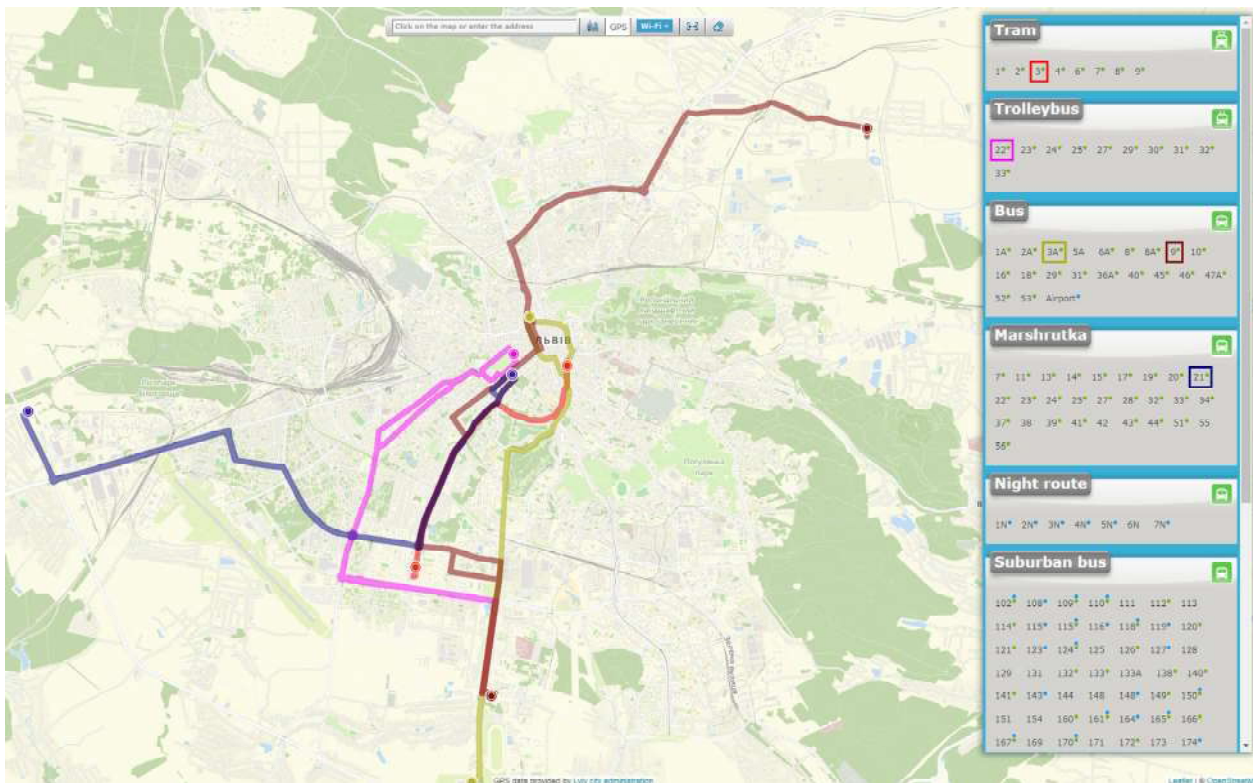 Click on the map or enter the address
GPS
Wi-Fi
ЛЬВІВ
парк
GPS data provided by Lviv city administration
Leaflet | © OpenStreetMap
Tram
1 2 3 4 6 7 8 9
Trolleybus
22 23 24 25 27 29 30 31 32
33
Bus
1A 2A 3A 5A 6A 8 8A 9 10
16 18 29 31 36A 40 45 46 47A
52 53 Airport
Marshrutka
7 11 13 14 15 17 19 20 21
22 23 24 25 27 28 32 33 34
37 38 39 41 42 43 44 51 55
56
Night route
1N 2N 3N 4N 5N 6N 7N
Suburban bus
102 108 109 110 111 112 113
114 115 115 116 118 119 120
121 123 124 125 126 127 128
129 131 132 133 133A 138 140
141 143 144 148 148 149 150
151 154 160 161 164 165 166
167 169 170 171 172 173 174